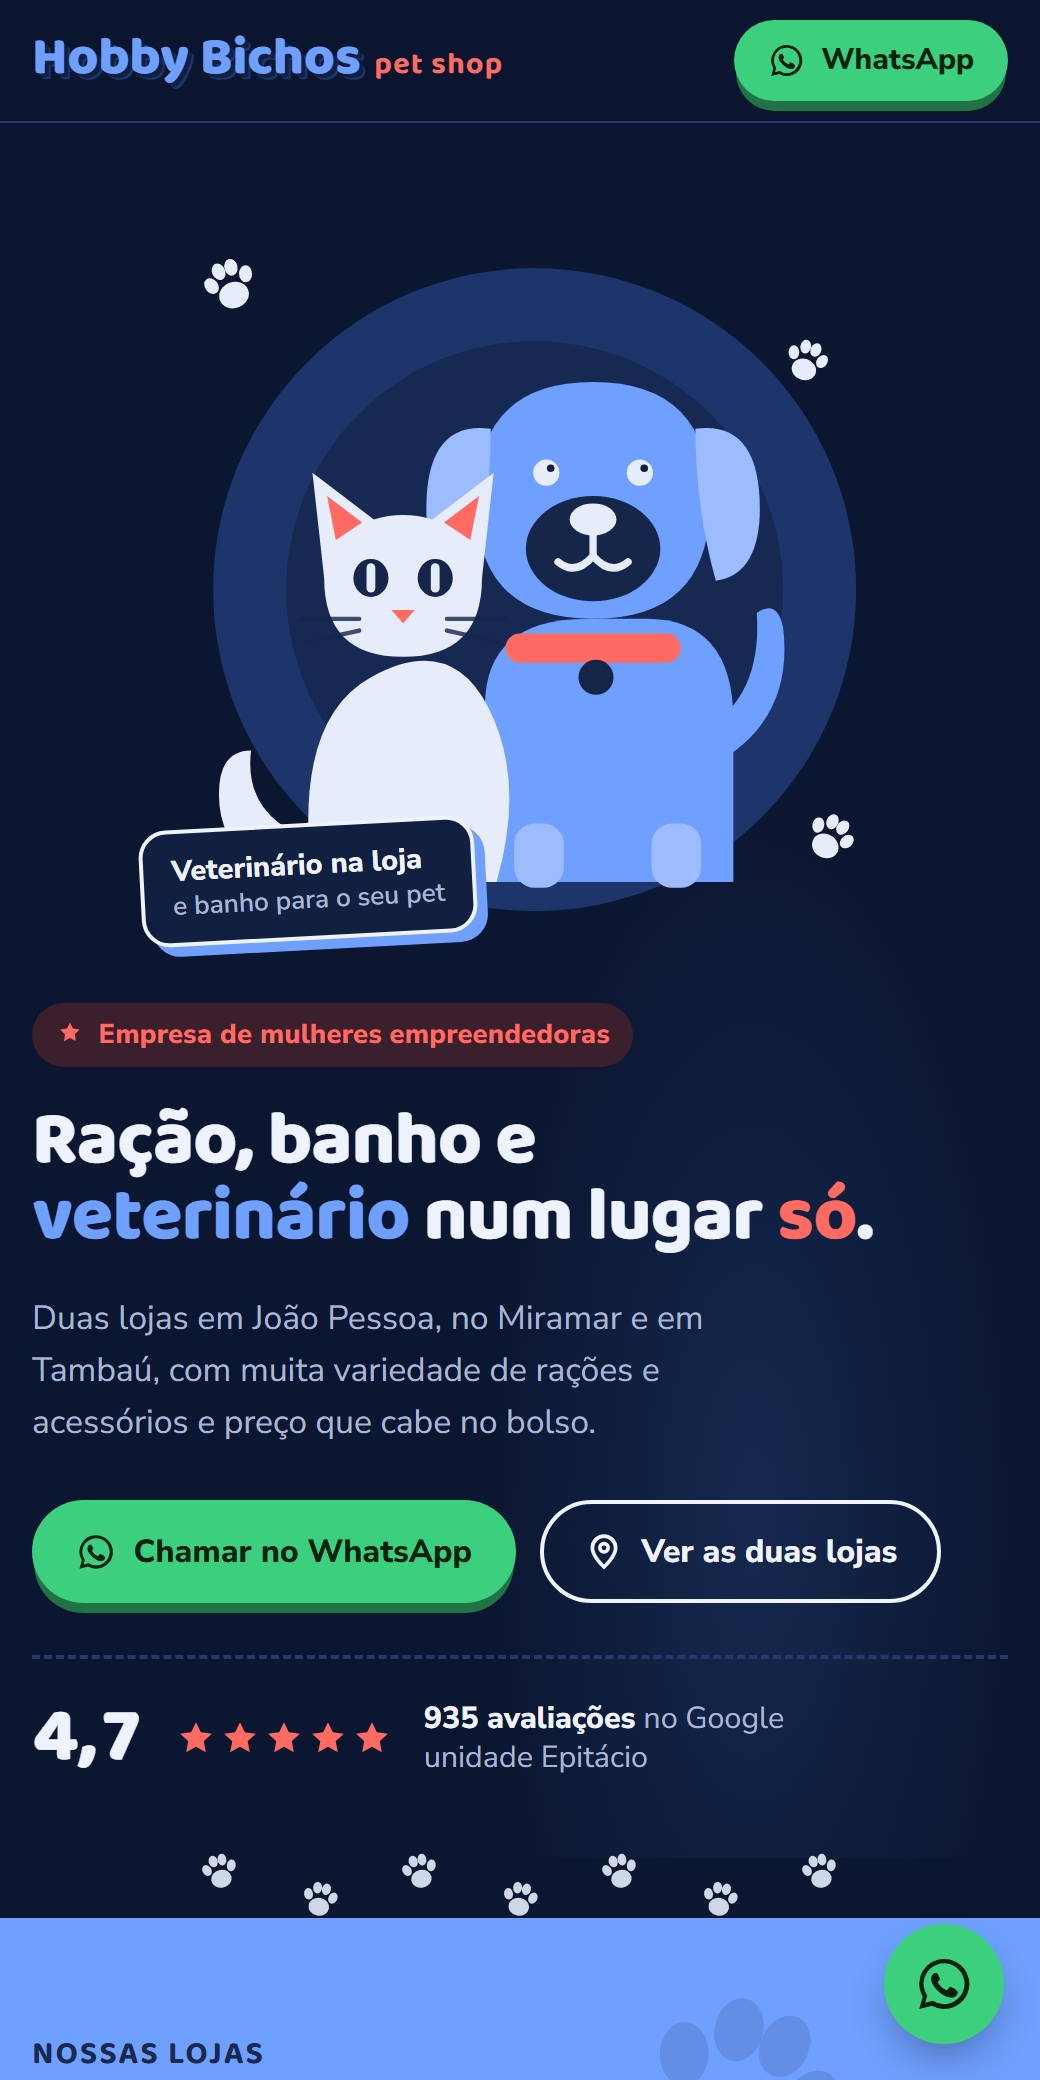 Hobby Bichos pet shop
WhatsApp
Veterinário na loja
e banho para o seu pet
Empresa de mulheres empreendedoras
Ração, banho e
veterinário num lugar só.
Duas lojas em João Pessoa, no Miramar e em
Tambaú, com muita variedade de rações e
acessórios e preço que cabe no bolso.
Chamar no WhatsApp
Ver as duas lojas
4,7
935 avaliações no Google
unidade Epitácio
NOSSAS LOJAS